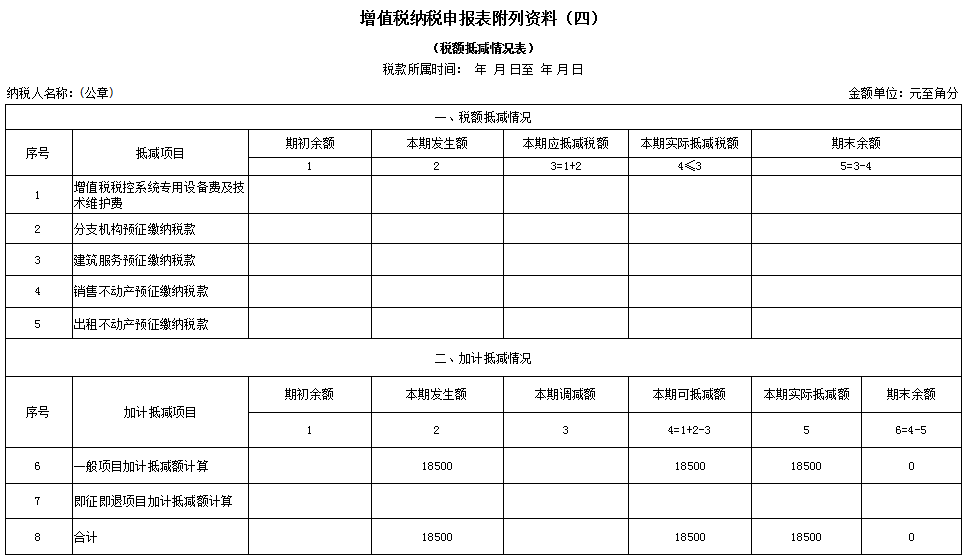 增值税纳税申报表附列资料（四）
（税额抵减情况表）
税款所属时间： 年 月 日至 年 月 日
纳税人名称：(公章) 金额单位：元至角分
一、税额抵减情况
序号 抵减项目 期初余额 本期发生额 本期应抵减税额 本期实际抵减税额 期末余额
1 2 3=1+2 4≤3 5=3-4
1 增值税税控系统专用设备费及技
术维护费
2 分支机构预征缴纳税款
3 建筑服务预征缴纳税款
4 销售不动产预征缴纳税款
5 出租不动产预征缴纳税款
二、加计抵减情况
序号 加计抵减项目 期初余额 本期发生额 本期调减额 本期可抵减额 本期实际抵减额 期末余额
1 2 3 4=1+2-3 5 6=4-5
6 一般项目加计抵减额计算 18500 18500 18500 0
7 即征即退项目加计抵减额计算
8 合计 18500 18500 18500 0